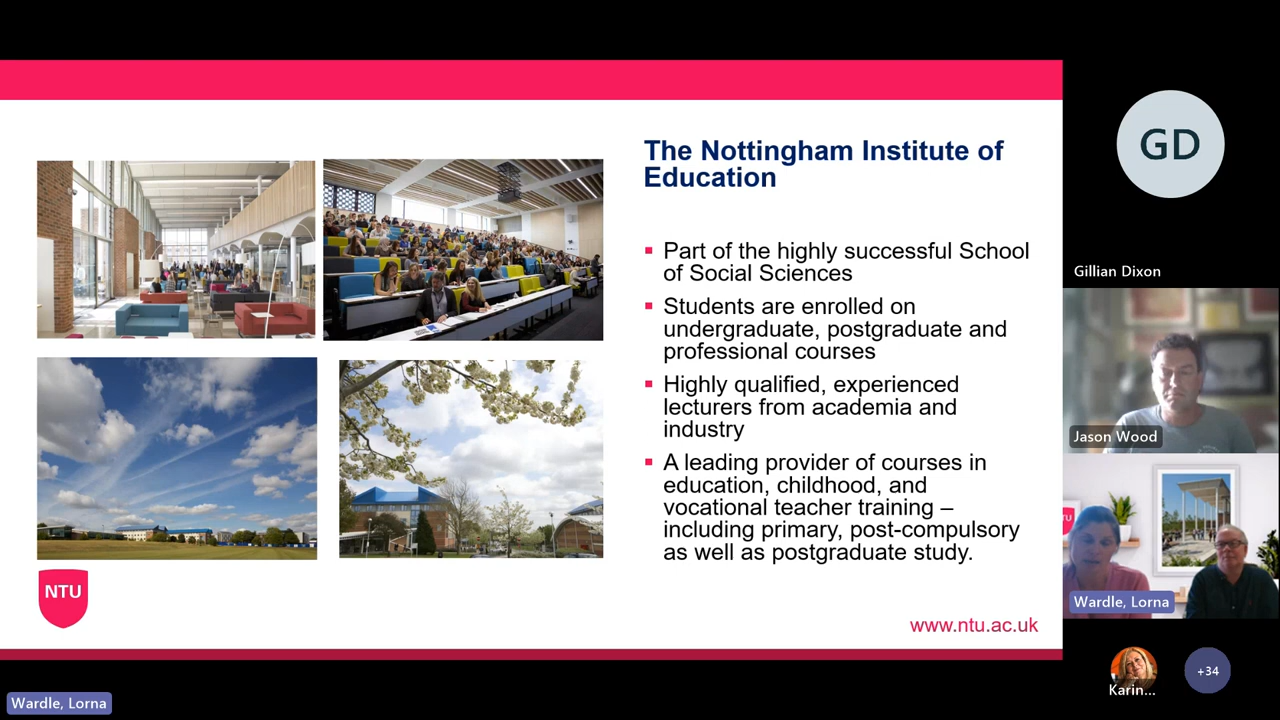 The Nottingham Institute of
Education
Part of the highly successful School
of Social Sciences
Students are enrolled on
undergraduate, postgraduate and
professional courses
Highly qualified, experienced
lecturers from academia and
industry
A leading provider of courses in
education, childhood, and
vocational teacher training –
including primary, post-compulsory
as well as postgraduate study.
NTU
www.ntu.ac.uk
Wardle, Lorna
GD
Gillian Dixon
Jason Wood
Wardle, Lorna
Karin...
+34